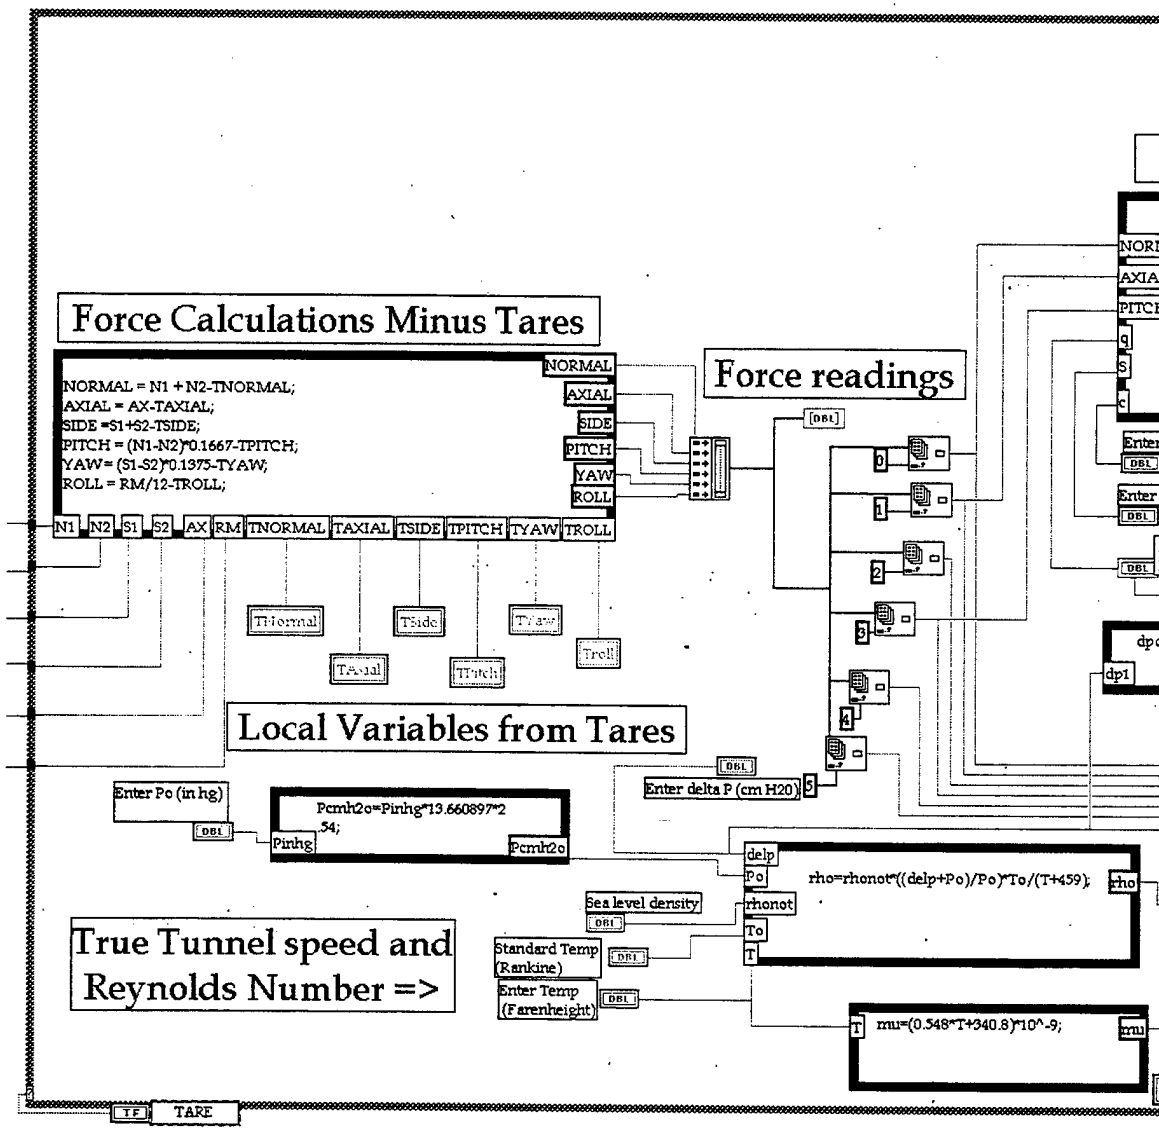 NORM
AXIA
PITCH
q
S
c
Force Calculations Minus Tares
NORMAL = N1 + N2-TNORMAL;
AXIAL = AX-TAXIAL;
SIDE =S1+S2-TSIDE;
PITCH = (N1-N2)*0.1667-TPITCH;
YAW= (S1-S2)*0.1375-TYAW;
ROLL = RM/12-TROLL;
NORMAL
AXIAL
SIDE
PITCH
YAW
ROLL
N1 N2 S1 S2 AX RM TNORMAL TAXIAL TSIDE TPITCH TYAW TROLL
Force readings
[DBL]
0
1
2
3
4
5
Enter
DBL
Enter
DBL
DBL
dp1
TNormal
TSide
TYaw
TAxial
TPitch
Troll
Local Variables from Tares
DBL
Enter delta P (cm H20)
Enter Po (in hg)
DBL
Pcmh2o=Pinhg*13.660897*2
.54;
Pinhg
Pcmh2o
delp
Po
rhonot
To
T
rho=rhonot*((delp+Po)/Po)*To/(T+459);
rho
Sea level density
DBL
Standard Temp
(Rankine)
DBL
Enter Temp
(Farenheight)
DBL
True Tunnel speed and
Reynolds Number =>
T
mu=(0.548*T+340.8)*10^-9;
mu
TF
TARE